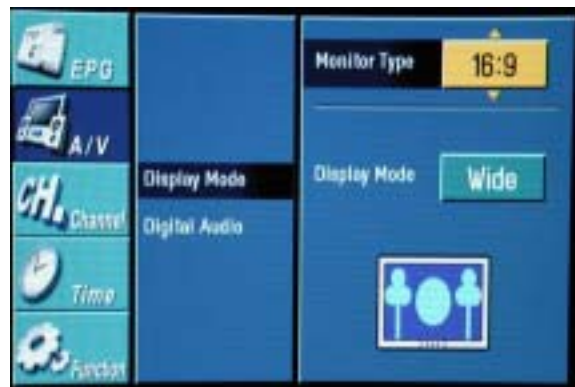 EPG
A/V
CH. Channel
Time
Function
Display Mode
Digital Audio
Monitor Type 16:9
Display Mode Wide